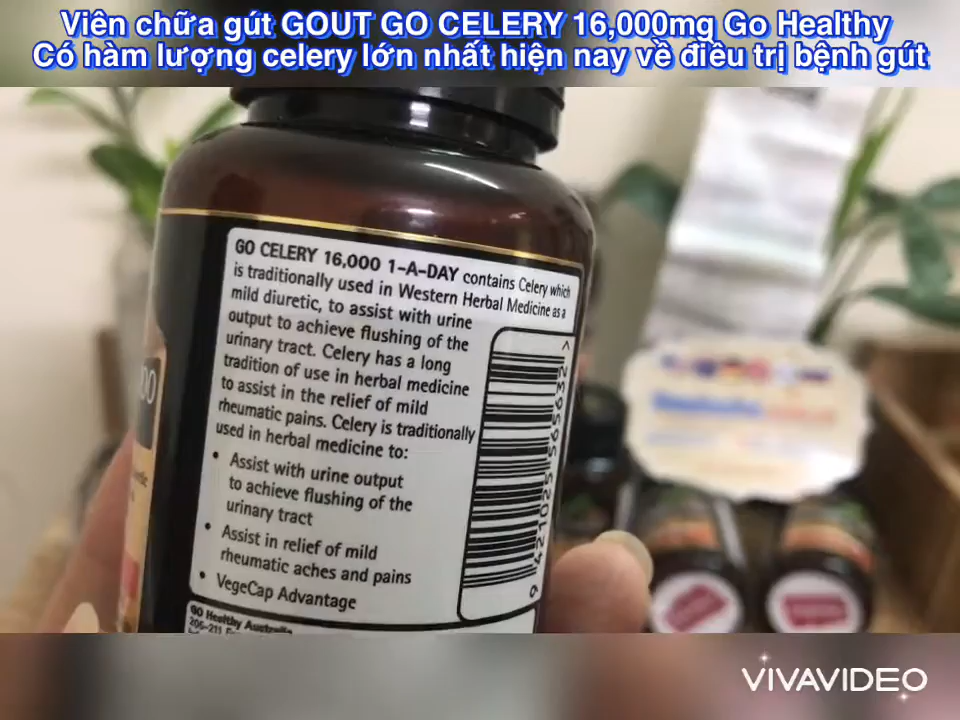 Viên chữa gút GOUT GO CELERY 16,000mg Go Healthy
Có hàm lượng celery lớn nhất hiện nay về điều trị bệnh gút
GO CELERY 16,000 1-A-DAY contains Celery which
is traditionally used in Western Herbal Medicine as a
mild diuretic, to assist with urine
output to achieve flushing of the
urinary tract. Celery has a long
tradition of use in herbal medicine
to assist in the relief of mild
rheumatic pains. Celery is traditionally
used in herbal medicine to:
• Assist with urine output
to achieve flushing of the
urinary tract
• Assist in relief of mild
rheumatic aches and pains
• VegeCap Advantage
GO Healthy Australia
205-211
9 421025 565632 >
VIVAVIDEO